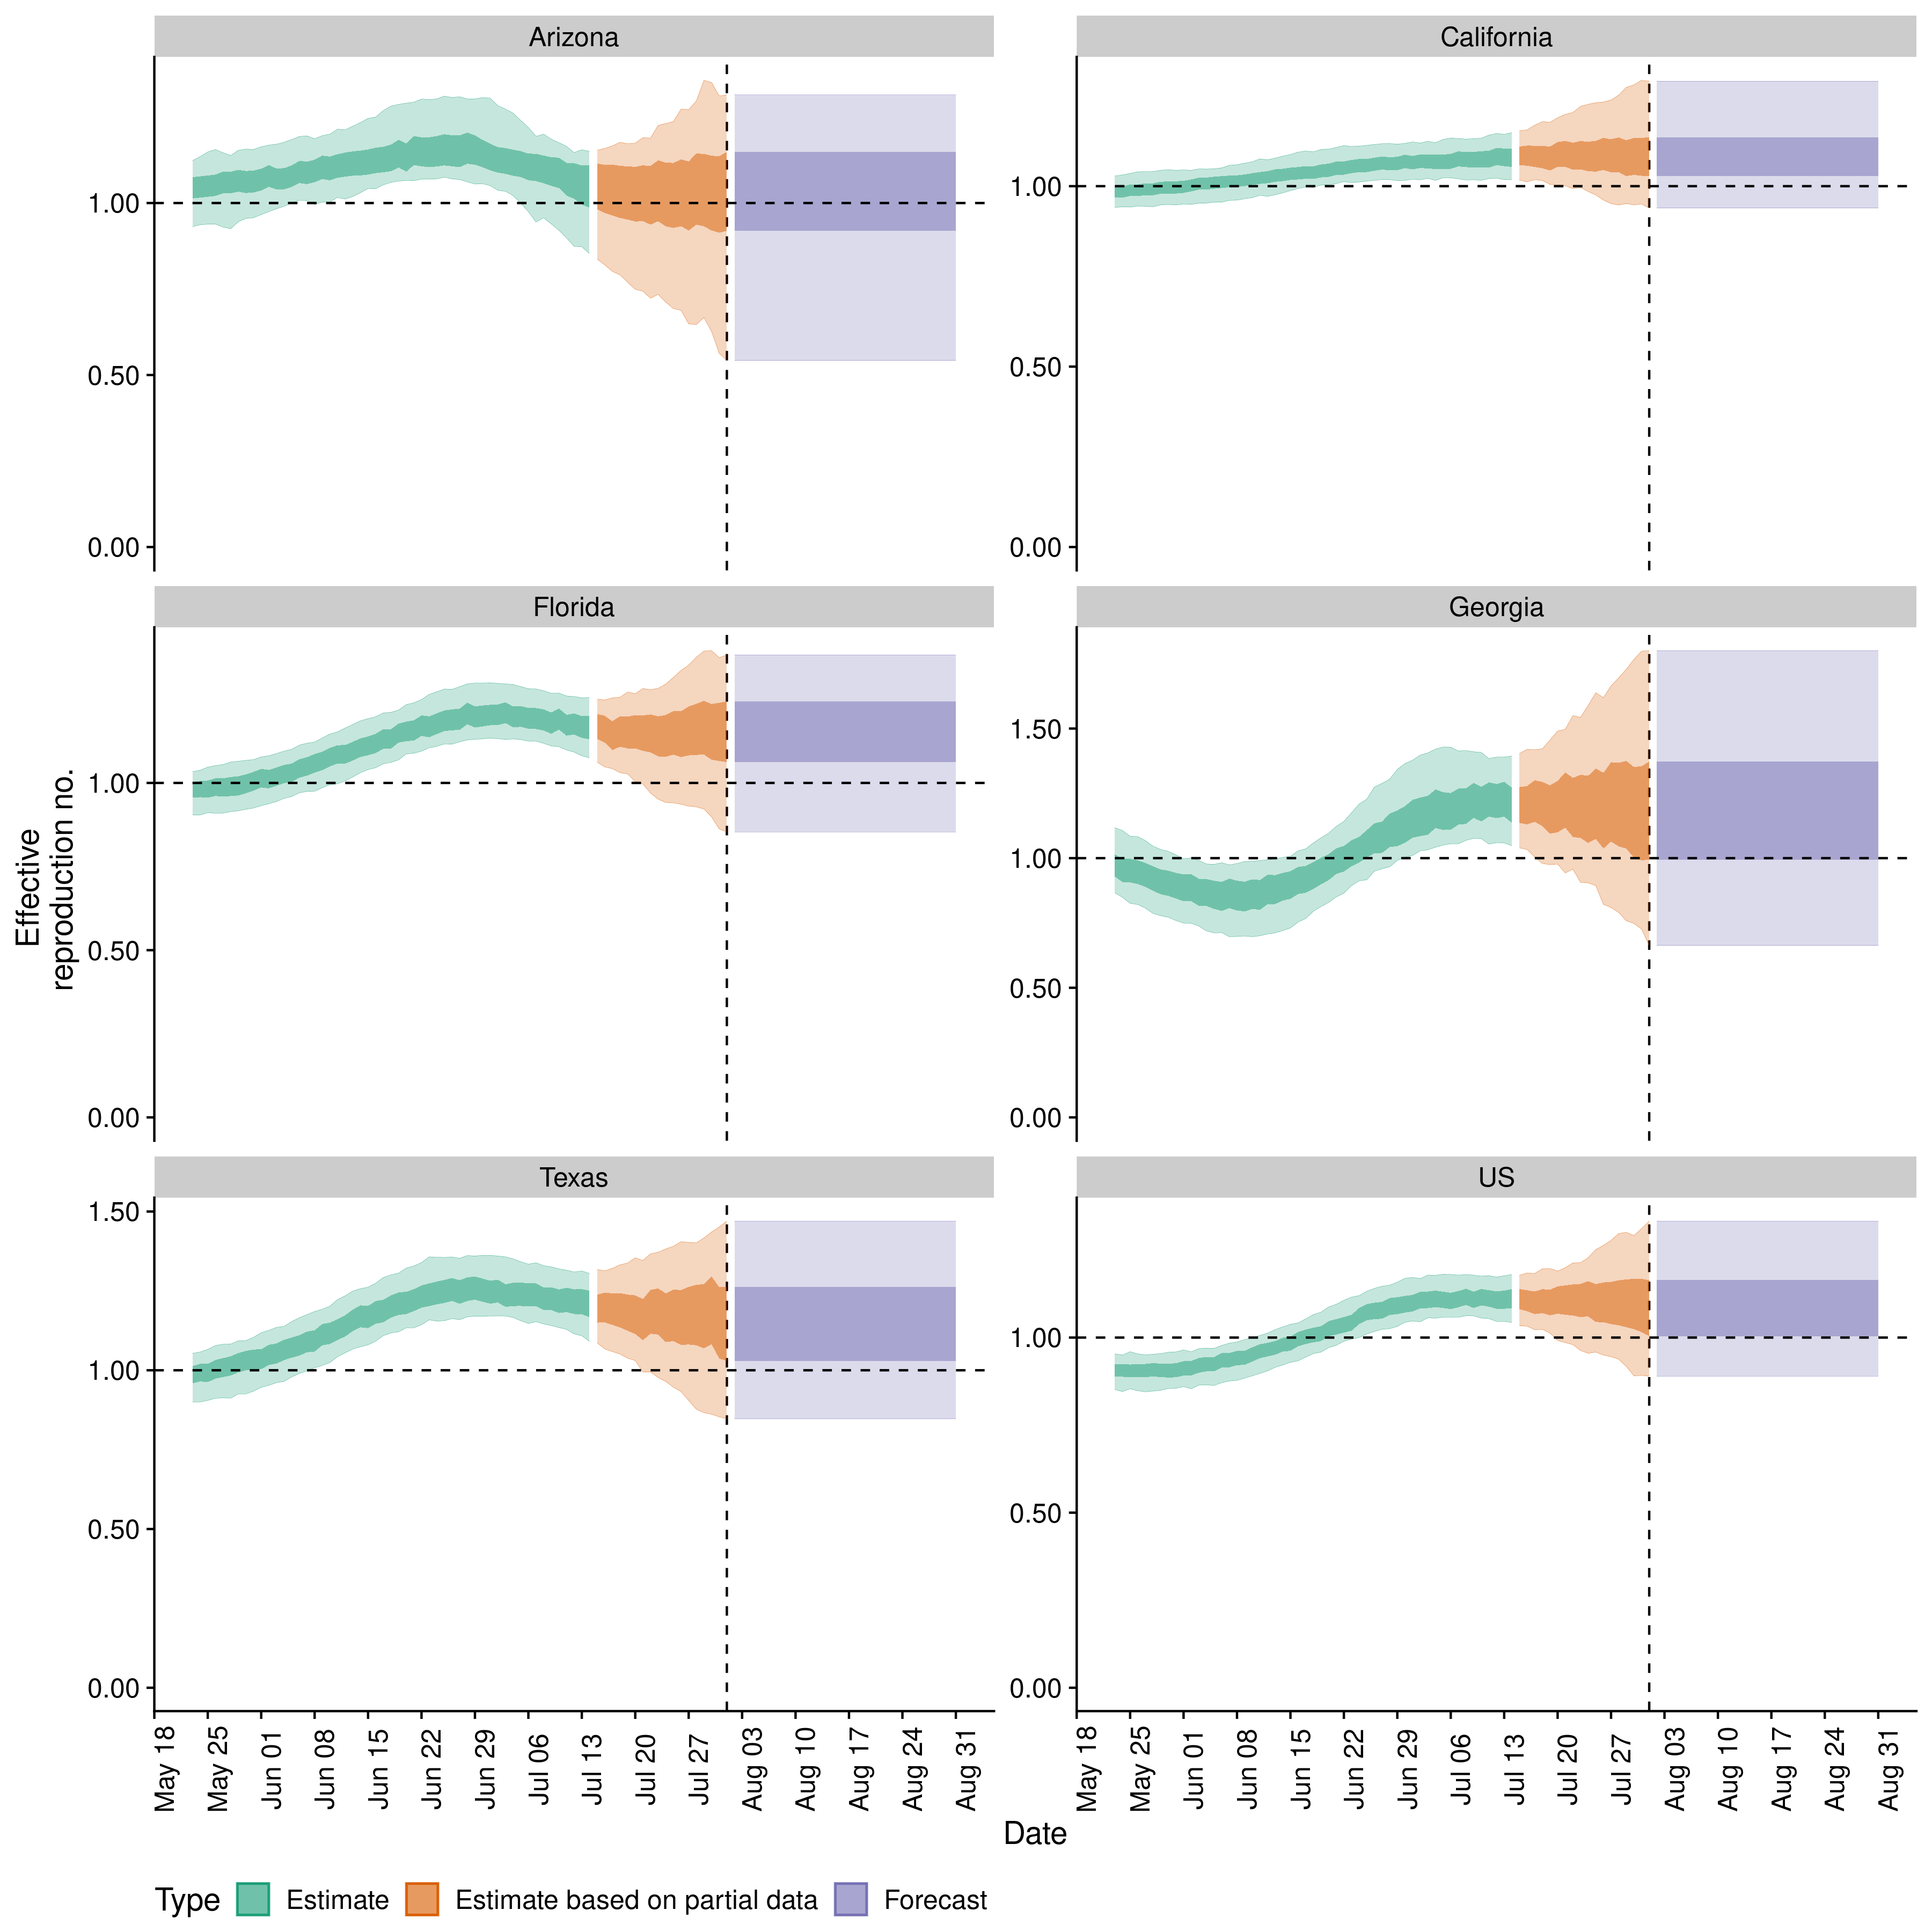 Arizona
California
1.00
0.50
0.00
1.00
0.50
0.00
Florida
Georgia
1.00
0.50
0.00
1.50
1.00
0.50
0.00
Effective
reproduction no.
Texas
US
1.50
1.00
0.50
0.00
1.00
0.50
0.00
May 18
May 25
Jun 01
Jun 08
Jun 15
Jun 22
Jun 29
Jul 06
Jul 13
Jul 20
Jul 27
Aug 03
Aug 10
Aug 17
Aug 24
Aug 31
May 18
May 25
Jun 01
Jun 08
Jun 15
Jun 22
Jun 29
Jul 06
Jul 13
Jul 20
Jul 27
Aug 03
Aug 10
Aug 17
Aug 24
Aug 31
Date
Type Estimate Estimate based on partial data Forecast